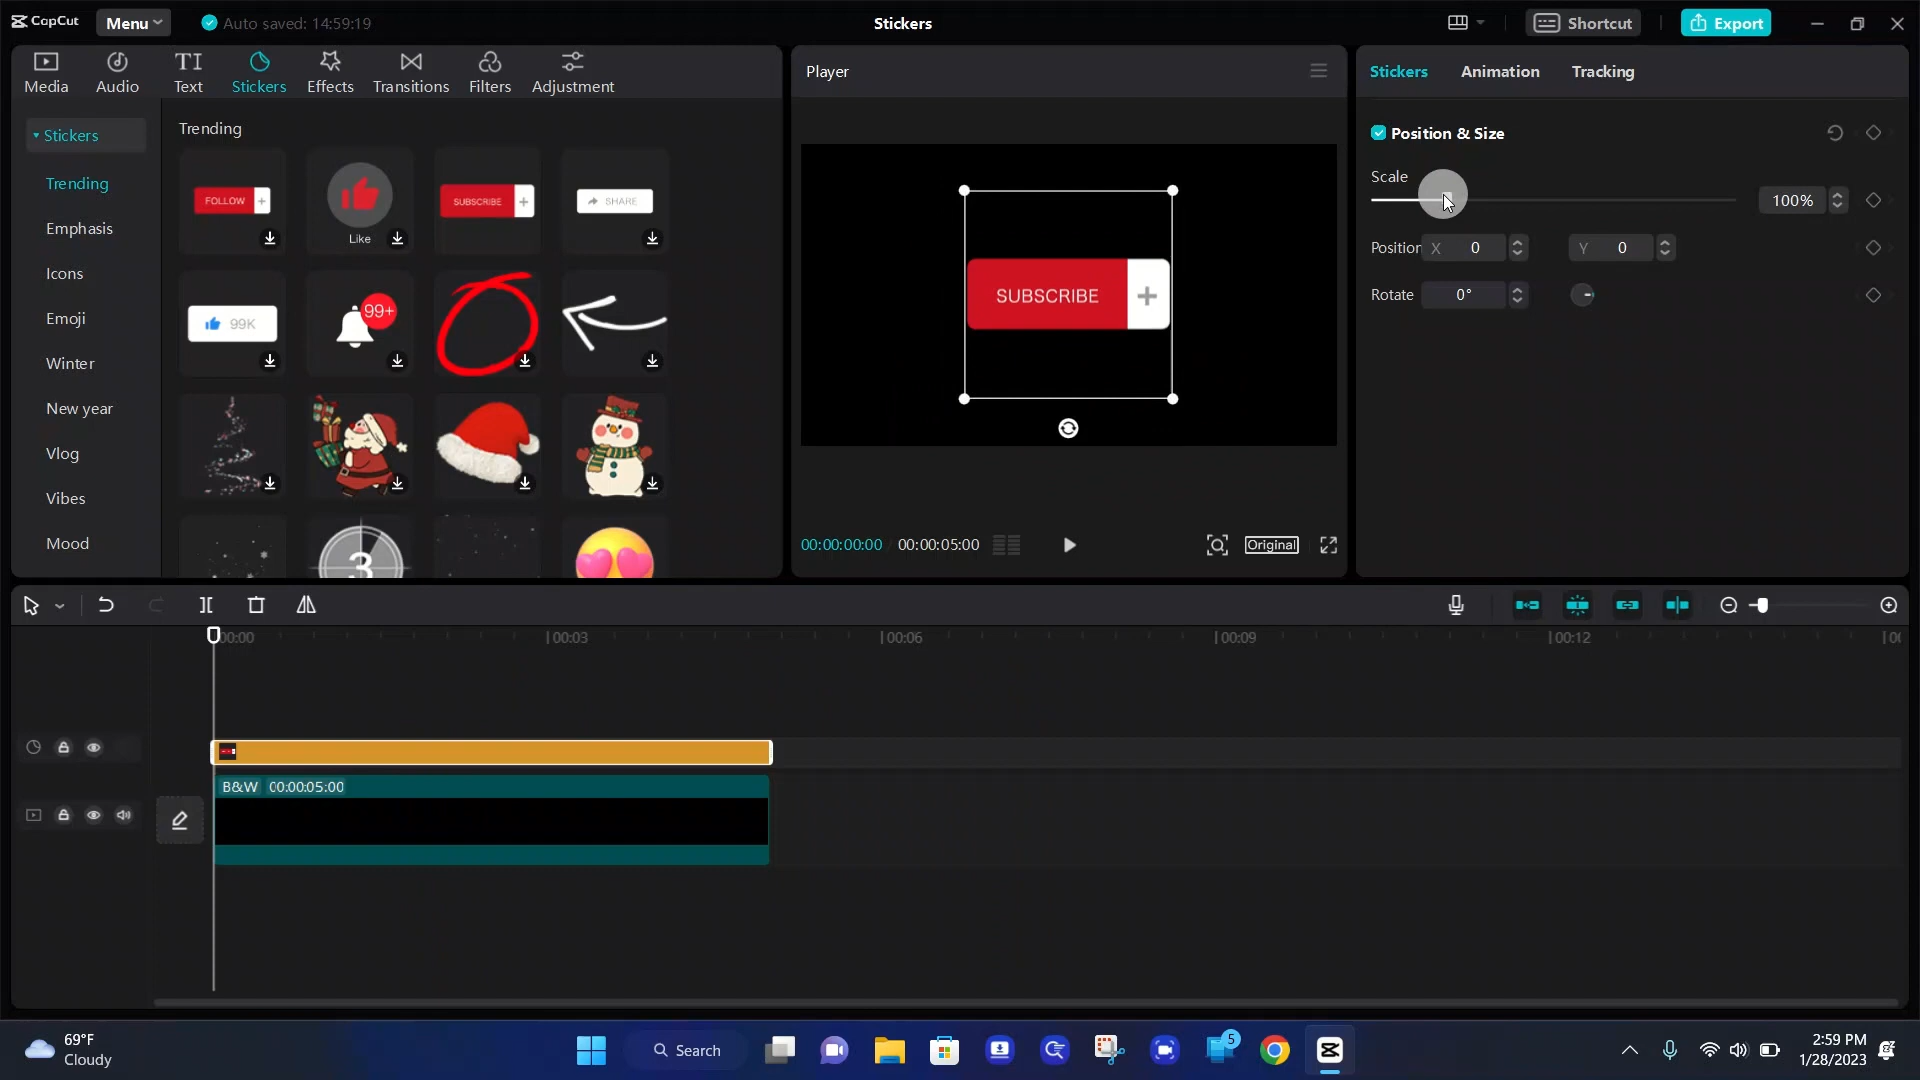 CapCut
Menu
Auto saved: 14:59:19
Stickers
Shortcut
Export
Media
Audio
TI
Text
Stickers
Effects
Transitions
Filters
Adjustment
Player
Stickers
Animation
Tracking
Stickers
Trending
Emphasis
Icons
Emoji
Winter
New year
Vlog
Vibes
Mood
Trending
FOLLOW +
Like
SUBSCRIBE +
SHARE
99K
99+
3
SUBSCRIBE +
00:00:00:00 / 00:00:05:00
Original
Position & Size
Scale
100%
Position X 0 Y 0
Rotate 0°
00:00
00:03
00:06
00:09
00:12
B&W 00:00:05:00
69°F
Cloudy
Search
5
2:59 PM
1/28/2023